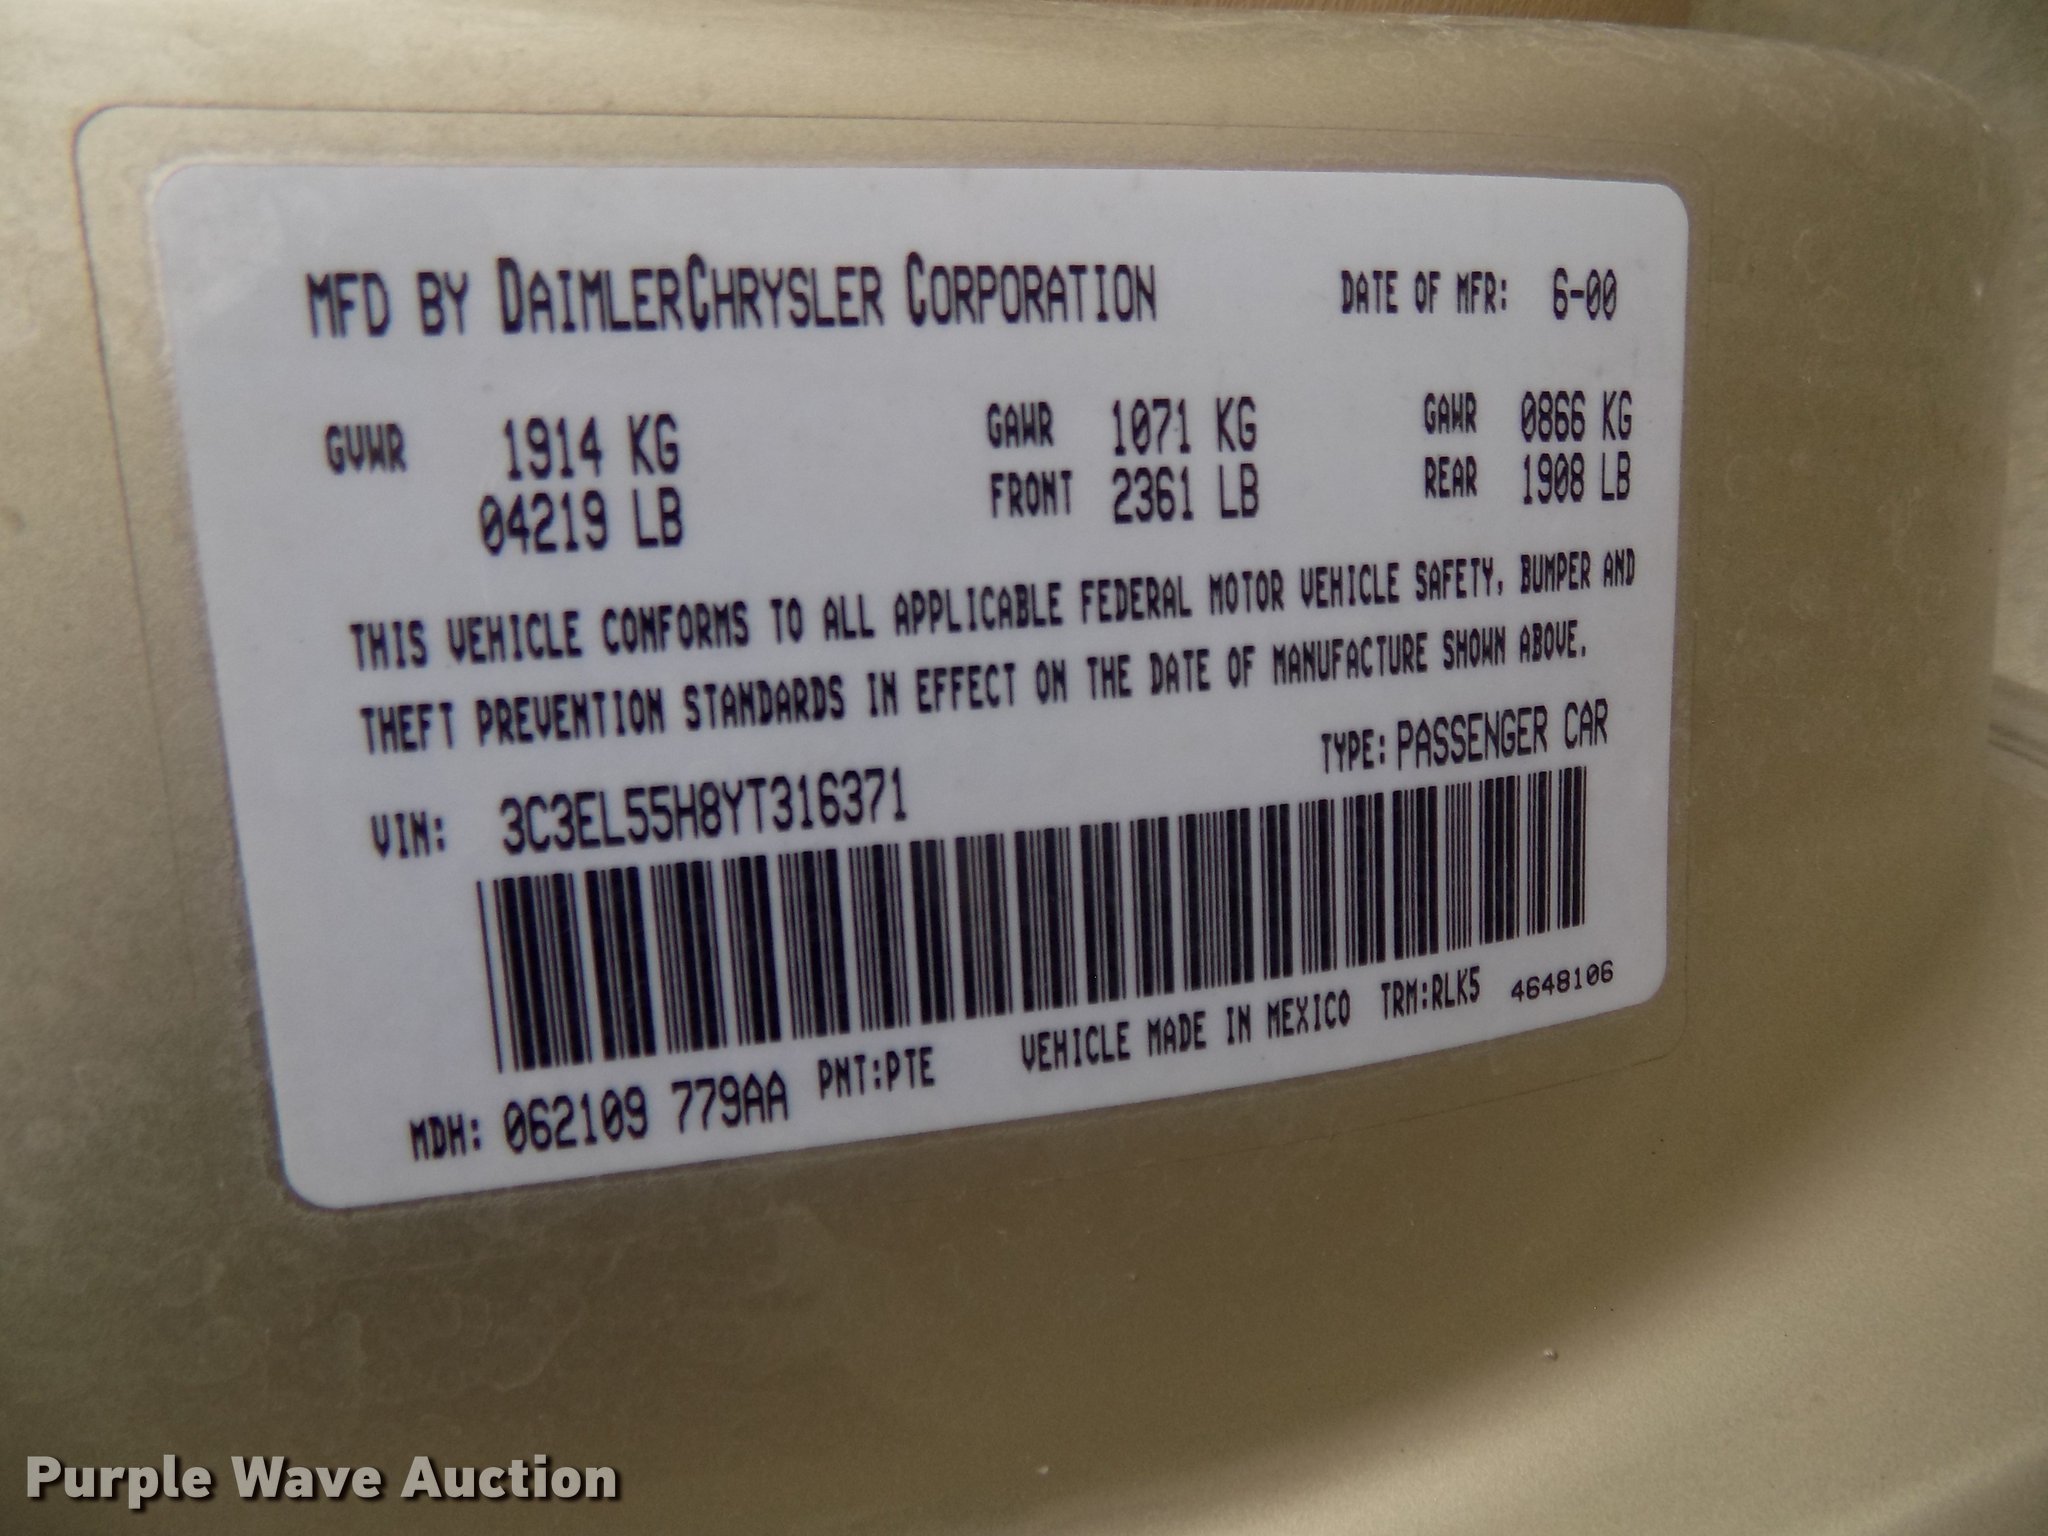 MFD BY DAIMLERCHRYSLER CORPORATION DATE OF MFR: 6-00
GVWR 1914 KG GAWR 1071 KG GAWR 0866 KG
04219 LB FRONT 2361 LB REAR 1908 LB
THIS VEHICLE CONFORMS TO ALL APPLICABLE FEDERAL MOTOR VEHICLE SAFETY, BUMPER AND
THEFT PREVENTION STANDARDS IN EFFECT ON THE DATE OF MANUFACTURE SHOWN ABOVE.
VIN: 3C3EL55H8YT316371 TYPE: PASSENGER CAR
MDH: 062109 779AA PNT:PTE VEHICLE MADE IN MEXICO TRM:RLK5 4648106
Purple Wave Auction